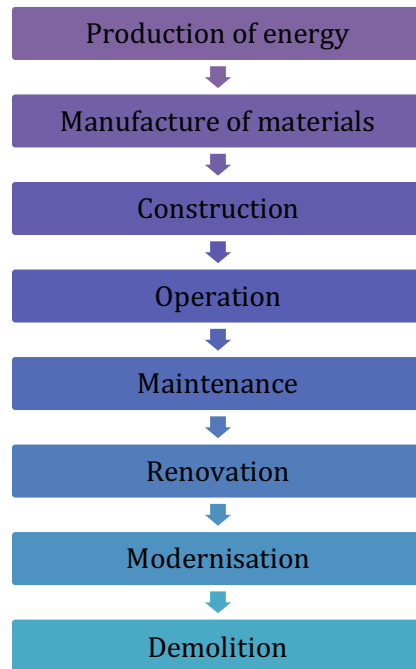 Production of energy
Manufacture of materials
Construction
Operation
Maintenance
Renovation
Modernisation
Demolition